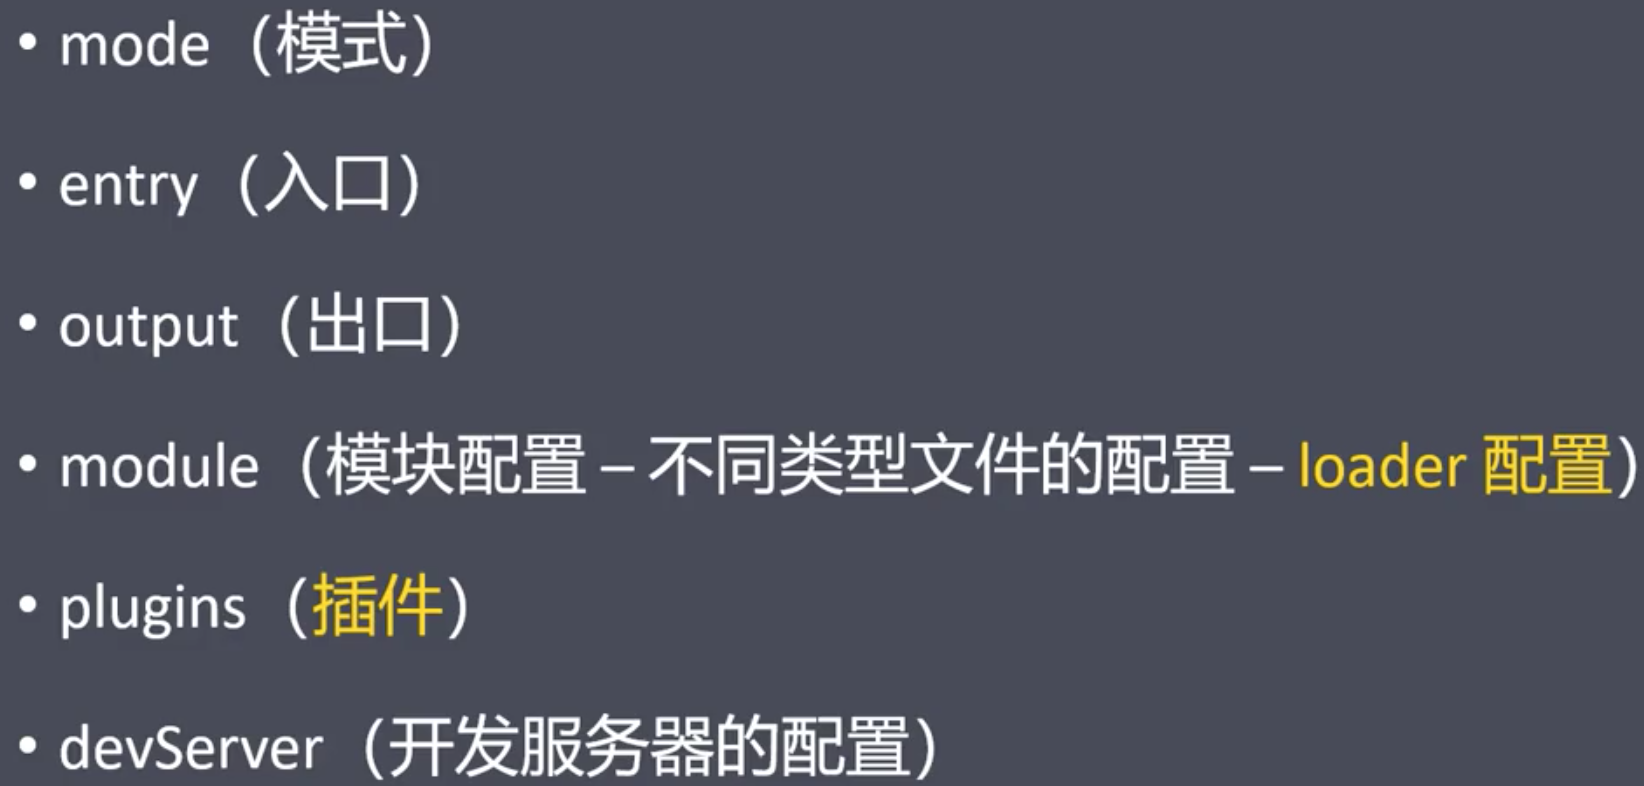 • mode（模式）
• entry（入口）
• output（出口）
• module（模块配置 – 不同类型文件的配置 – loader 配置）
• plugins（插件）
• devServer（开发服务器的配置）